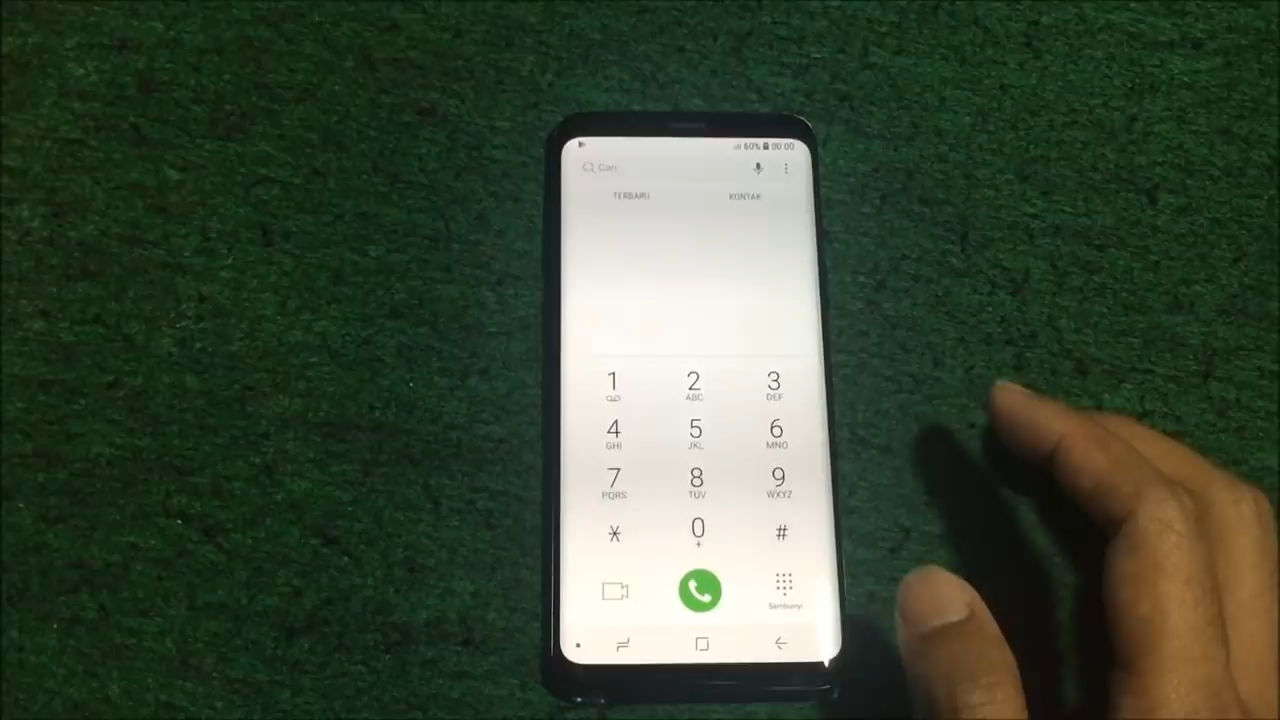 60% 00 00
Cari
TERBARU KONTAK
1 2 3
ABC DEF
4 5 6
GHI JKL MNO
7 8 9
PQRS TUV WXYZ
* 0 #
+
Sembunyi